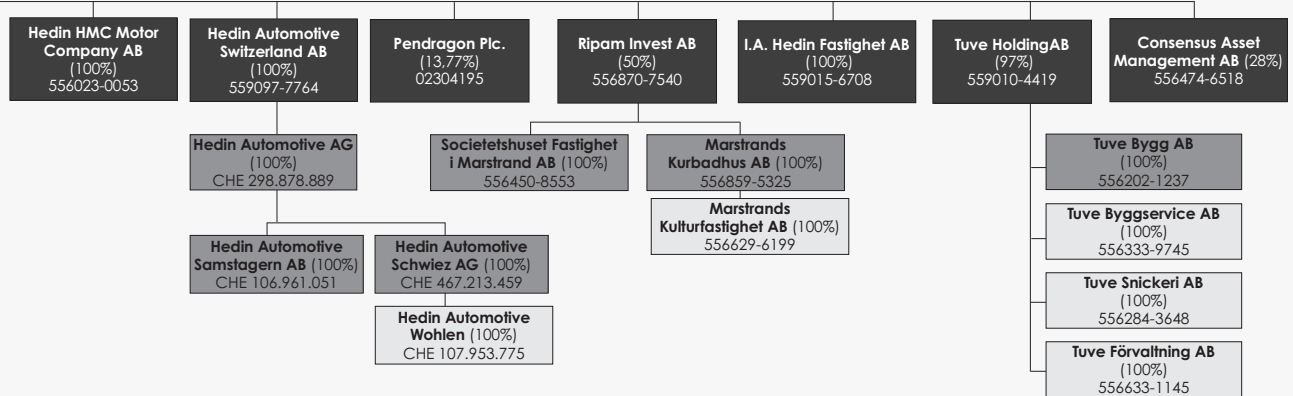 Hedin HMC Motor
Company AB
(100%)
556023-0053
Hedin Automotive
Switzerland AB
(100%)
559097-7764
Pendragon Plc.
(13,77%)
02304195
Ripam Invest AB
(50%)
556870-7540
I.A. Hedin Fastighet AB
(100%)
559015-6708
Tuve HoldingAB
(97%)
559010-4419
Consensus Asset
Management AB (28%)
556474-6518
Hedin Automotive AG
(100%)
CHE 298.878.889
Societetshuset Fastighet
i Marstrand AB (100%)
556450-8553
Marstrands
Kurbadhus AB (100%)
556859-5325
Tuve Bygg AB
(100%)
556202-1237
Marstrands
Kulturfastighet AB (100%)
556629-6199
Tuve Byggservice AB
(100%)
556333-9745
Hedin Automotive
Samstagern AB (100%)
CHE 106.961.051
Hedin Automotive
Schwiez AG (100%)
CHE 467.213.459
Tuve Snickeri AB
(100%)
556284-3648
Hedin Automotive
Wohlen (100%)
CHE 107.953.775
Tuve Förvaltning AB
(100%)
556633-1145